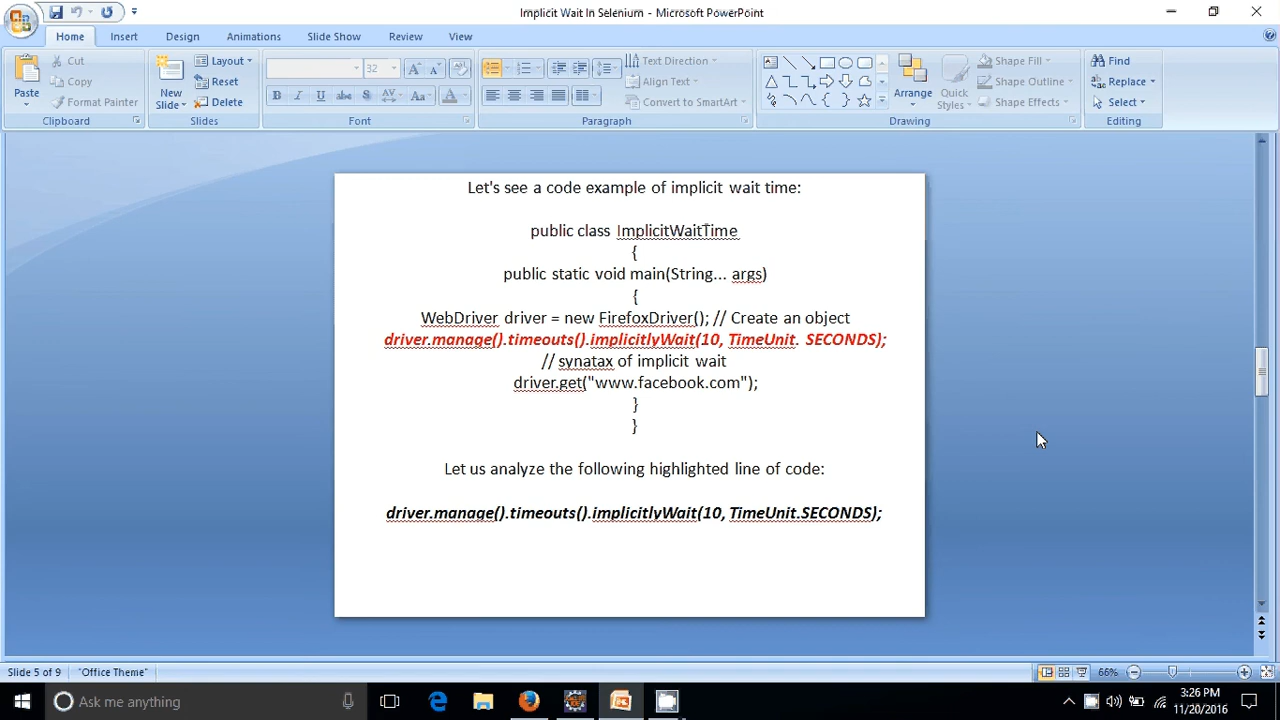 Implicit Wait In Selenium - Microsoft PowerPoint
Home Insert Design Animations Slide Show Review View
Paste
Cut
Copy
Format Painter
Clipboard
New Slide
Layout
Reset
Delete
Slides
32
B I U abc S AV Aa A
Font
Text Direction
Align Text
Convert to SmartArt
Paragraph
Arrange
Quick Styles
Shape Fill
Shape Outline
Shape Effects
Drawing
Find
Replace
Select
Editing
Let's see a code example of implicit wait time:
public class ImplicitWaitTime
{
public static void main(String... args)
{
WebDriver driver = new FirefoxDriver(); // Create an object
driver.manage().timeouts().implicitlyWait(10, TimeUnit. SECONDS);
// synatax of implicit wait
driver.get("www.facebook.com");
}
}
Let us analyze the following highlighted line of code:
driver.manage().timeouts().implicitlyWait(10, TimeUnit.SECONDS);
Slide 5 of 9 "Office Theme" 66%
Ask me anything
3:26 PM
11/20/2016